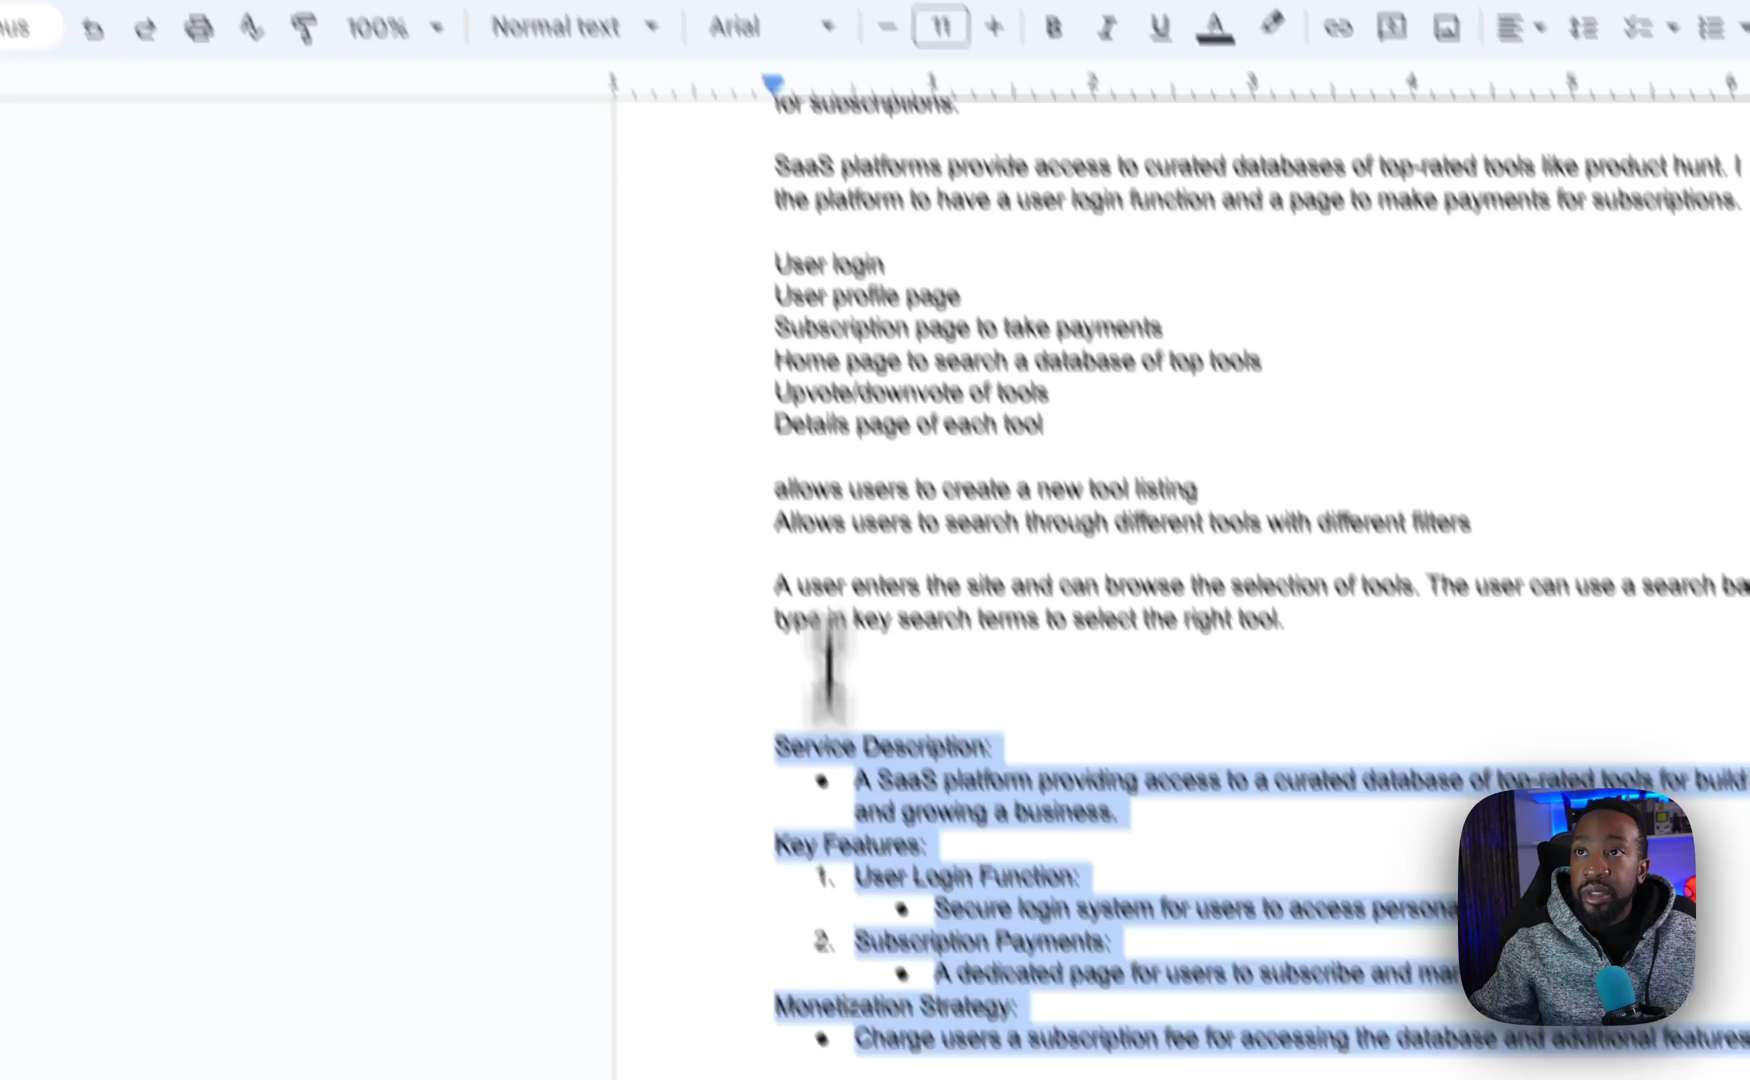 100% Normal text Arial 11
1 1 2 3 4 5 6
for subscriptions:
SaaS platforms provide access to curated databases of top-rated tools like product hunt. I
the platform to have a user login function and a page to make payments for subscriptions.
User login
User profile page
Subscription page to take payments
Home page to search a database of top tools
Upvote/downvote of tools
Details page of each tool
allows users to create a new tool listing
Allows users to search through different tools with different filters
A user enters the site and can browse the selection of tools. The user can use a search
type in key search terms to select the right tool.
Service Description:
● A SaaS platform providing access to a curated database of top-rated tools for build
and growing a business.
Key Features:
1. User Login Function:
● Secure login system for users to access persona
2. Subscription Payments:
● A dedicated page for users to subscribe and
Monetization Strategy:
● Charge users a subscription fee for accessing the database and additional features